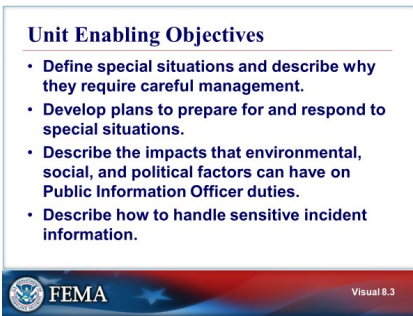 Unit Enabling Objectives
• Define special situations and describe why
they require careful management.
• Develop plans to prepare for and respond to
special situations.
• Describe the impacts that environmental,
social, and political factors can have on
Public Information Officer duties.
• Describe how to handle sensitive incident
information.
FEMA
Visual 8.3